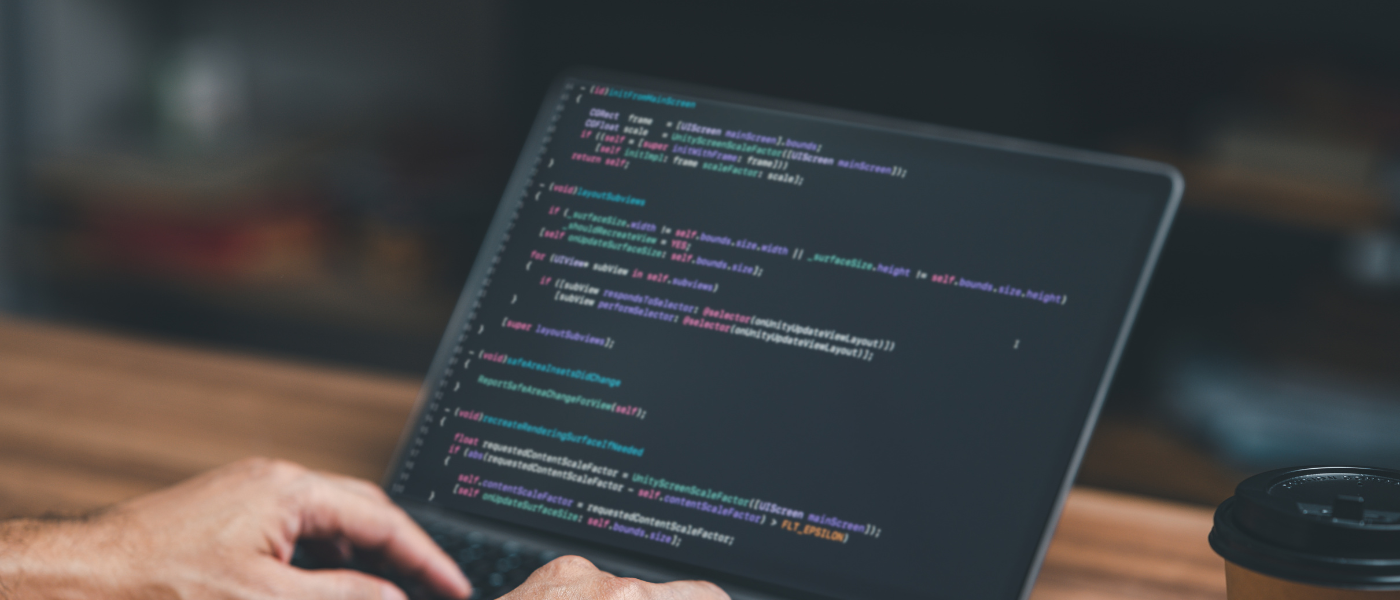 - (id)initFromMainScreen
{
CGRect frame = [UIScreen mainScreen].bounds;
CGFloat scale = UnityScreenScaleFactor([UIScreen mainScreen]);
if ((self = [super initWithFrame: frame]))
[self initImpl: frame scaleFactor: scale];
return self;
}
- (void)layoutSubviews
{
if (_surfaceSize.width != self.bounds.size.width || _surfaceSize.height != self.bounds.size.height)
_shouldRecreateView = YES;
[self onUpdateSurfaceSize: self.bounds.size];
for (UIView* subView in self.subviews)
{
if ([subView respondsToSelector: @selector(onUnityUpdateViewLayout)])
[subView performSelector: @selector(onUnityUpdateViewLayout)];
}
[super layoutSubviews];
}
- (void)safeAreaInsetsDidChange
{
ReportSafeAreaChangeForView(self);
}
- (void)recreateRenderingSurfaceIfNeeded
{
float requestedContentScaleFactor = UnityScreenScaleFactor([UIScreen mainScreen]);
if (abs(requestedContentScaleFactor - self.contentScaleFactor) > FLT_EPSILON)
{
self.contentScaleFactor = requestedContentScaleFactor;
[self onUpdateSurfaceSize: self.bounds.size];
}